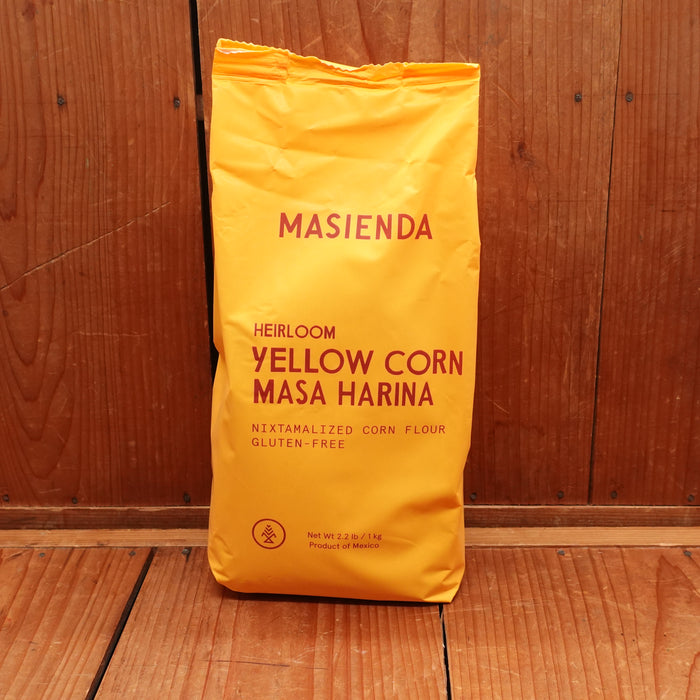 MASIENDA
HEIRLOOM
YELLOW CORN
MASA HARINA
NIXTAMALIZED CORN FLOUR
GLUTEN-FREE
Net Wt 2.2 lb / 1 kg
Product of Mexico